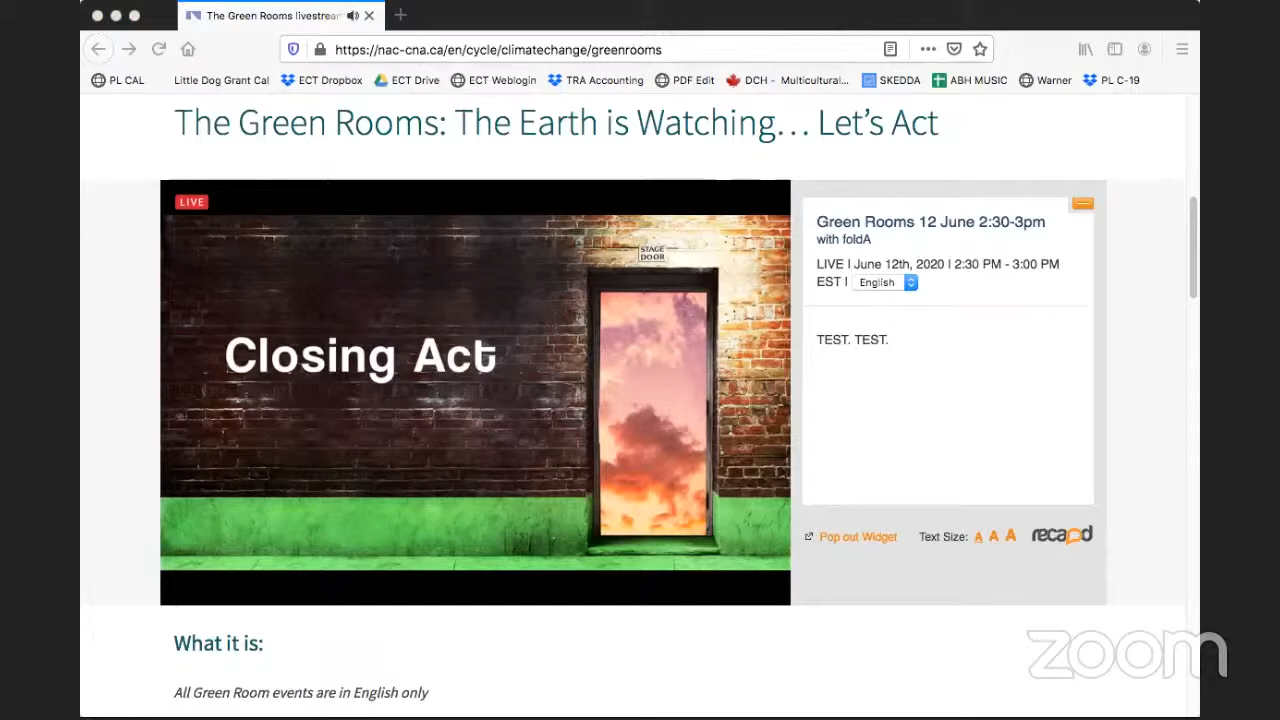 The Green Rooms livestream
https://nac-cna.ca/en/cycle/climatechange/greenrooms
PL CAL Little Dog Grant Cal ECT Dropbox ECT Drive ECT Weblogin TRA Accounting PDF Edit DCH - Multicultural... SKEDDA ABH MUSIC Warner PL C-19
The Green Rooms: The Earth is Watching… Let’s Act
LIVE
STAGE
DOOR
Closing Act
Green Rooms 12 June 2:30-3pm
with foldA
LIVE | June 12th, 2020 | 2:30 PM - 3:00 PM
EST | English
TEST. TEST.
Pop out Widget Text Size: A A A recapd
What it is:
All Green Room events are in English only
zoom